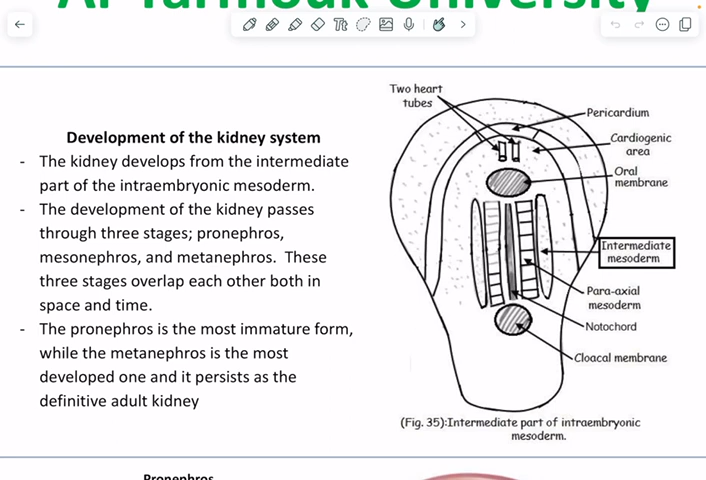 Al Yarmouk University
Tt
Development of the kidney system
- The kidney develops from the intermediate
part of the intraembryonic mesoderm.
- The development of the kidney passes
through three stages; pronephros,
mesonephros, and metanephros. These
three stages overlap each other both in
space and time.
- The pronephros is the most immature form,
while the metanephros is the most
developed one and it persists as the
definitive adult kidney
Two heart
tubes
Pericardium
Cardiogenic
area
Oral
membrane
Intermediate
mesoderm
Para-axial
mesoderm
Notochord
Cloacal membrane
(Fig. 35):Intermediate part of intraembryonic
mesoderm.
Pronephros